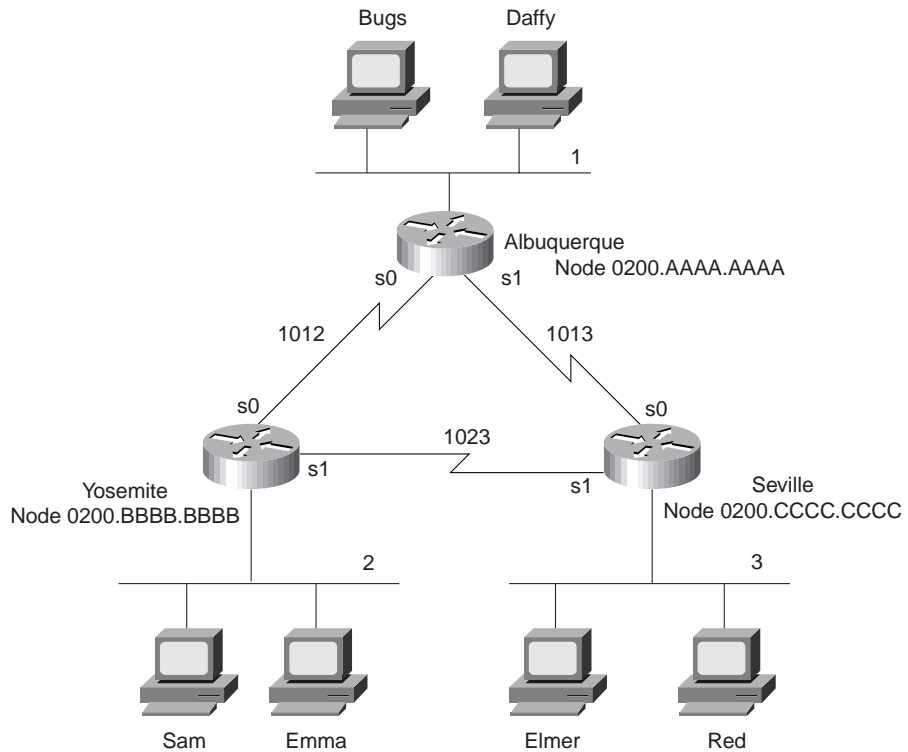 Bugs
Daffy
1
Albuquerque
Node 0200.AAAA.AAAA
s0
s1
1012
1013
s0
s0
1023
s1
s1
Yosemite
Node 0200.BBBB.BBBB
Seville
Node 0200.CCCC.CCCC
2
3
Sam
Emma
Elmer
Red